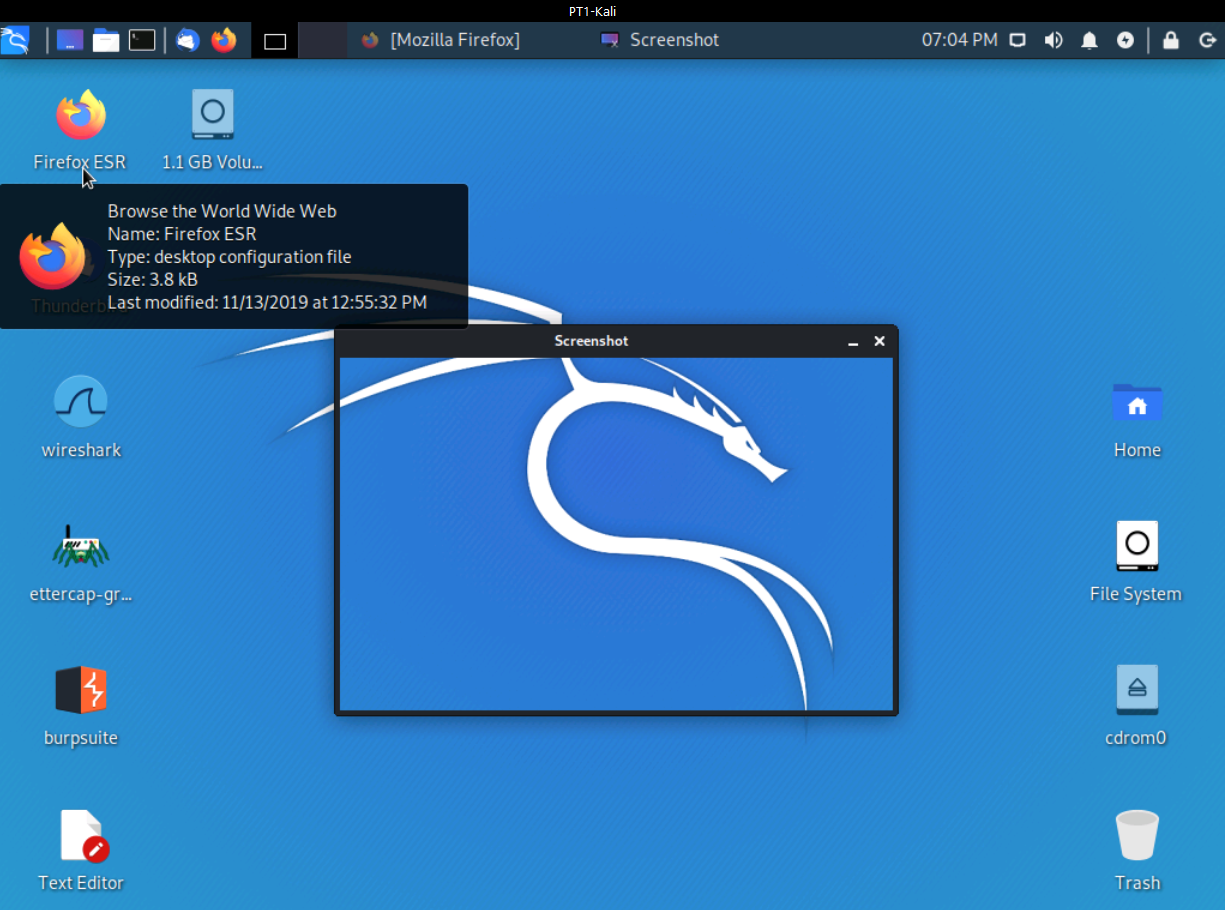 PT1-Kali
[Mozilla Firefox]
Screenshot
07:04 PM
Firefox ESR
1.1 GB Volu...
Browse the World Wide Web
Name: Firefox ESR
Type: desktop configuration file
Size: 3.8 kB
Last modified: 11/13/2019 at 12:55:32 PM
Thunderb
Screenshot
wireshark
Home
ettercap-gr...
File System
burpsuite
cdrom0
Text Editor
Trash